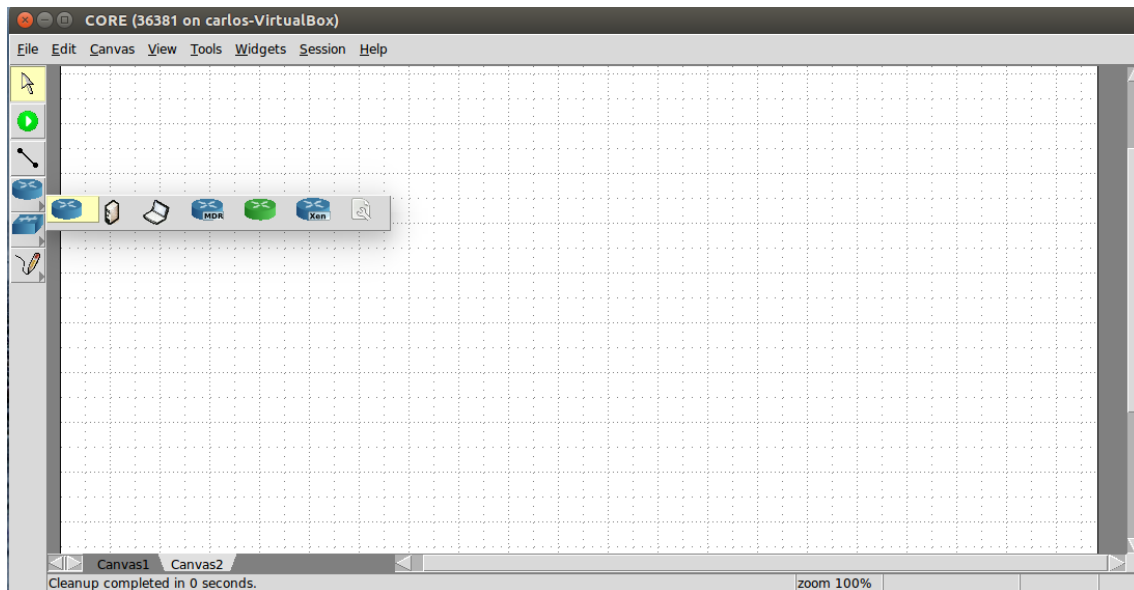 CORE (36381 on carlos-VirtualBox)
File Edit Canvas View Tools Widgets Session Help
MDR Xen
Canvas1 Canvas2
Cleanup completed in 0 seconds. zoom 100%